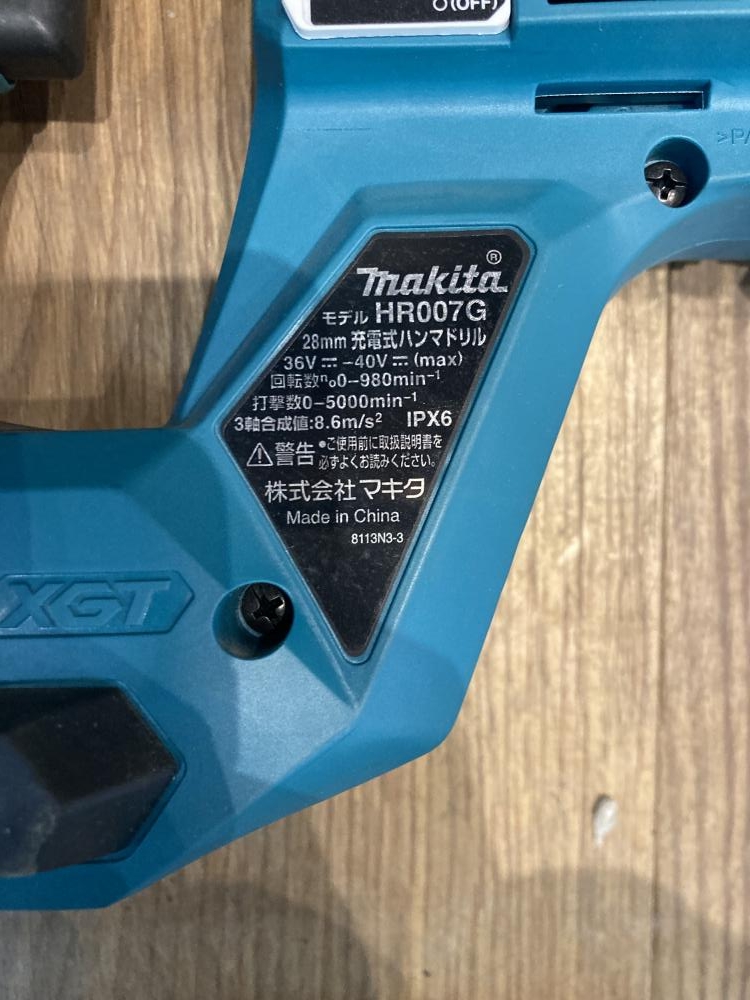 O(OFF)
>PA
makita®
モデル HR007G
28mm 充電式ハンマドリル
36V⎓–40V⎓(max)
回転数n₀0–980min⁻¹
打撃数0–5000min⁻¹
3軸合成値:8.6m/s² IPX6
⚠警告 •ご使用前に取扱説明書を
必ずよくお読みください。
株式会社マキタ
Made in China
8113N3-3
XGT